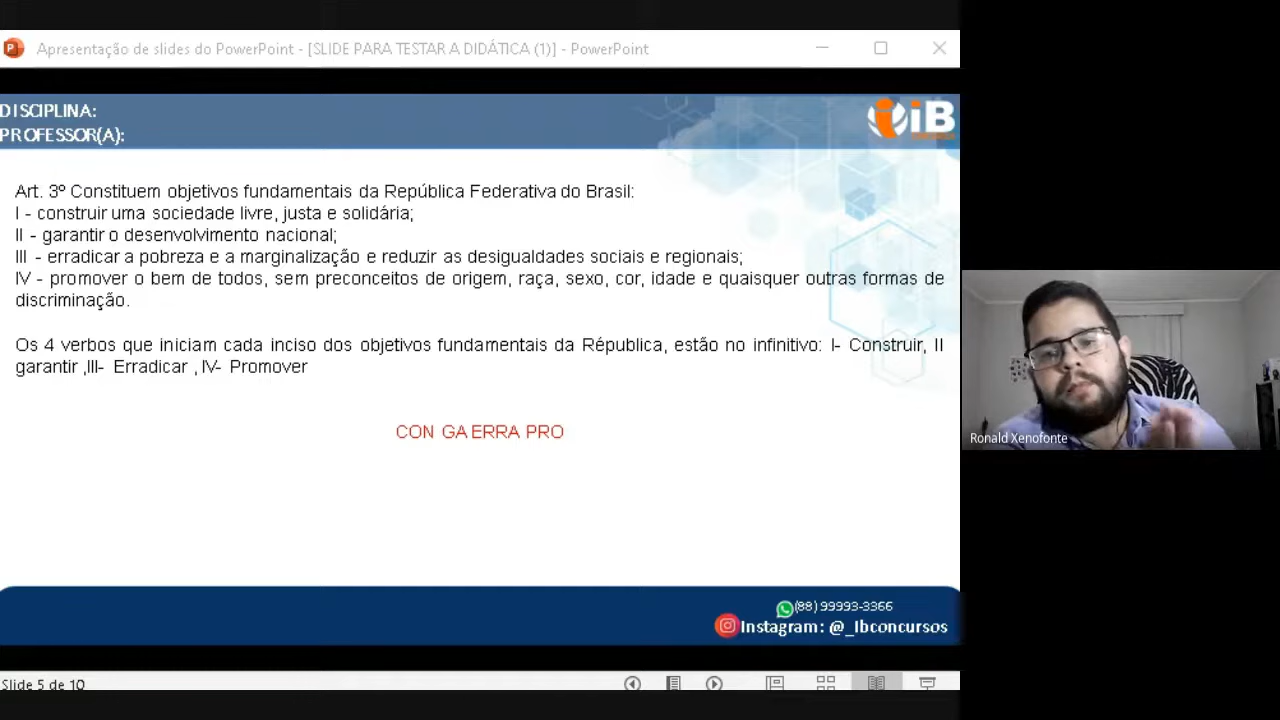 Apresentação de slides do PowerPoint - [SLIDE PARA TESTAR A DIDÁTICA (1)] - PowerPoint
DISCIPLINA:
PROFESSOR(A):
iB
Art. 3º Constituem objetivos fundamentais da República Federativa do Brasil:
I - construir uma sociedade livre, justa e solidária;
II - garantir o desenvolvimento nacional;
III - erradicar a pobreza e a marginalização e reduzir as desigualdades sociais e regionais;
IV - promover o bem de todos, sem preconceitos de origem, raça, sexo, cor, idade e quaisquer outras formas de
discriminação.
Os 4 verbos que iniciam cada inciso dos objetivos fundamentais da Républica, estão no infinitivo: I- Construir, II
garantir ,III- Erradicar , IV- Promover
CON GA ERRA PRO
Ronald Xenofonte
(88) 99993-3366
Instagram: @_Ibconcursos
Slide 5 de 10